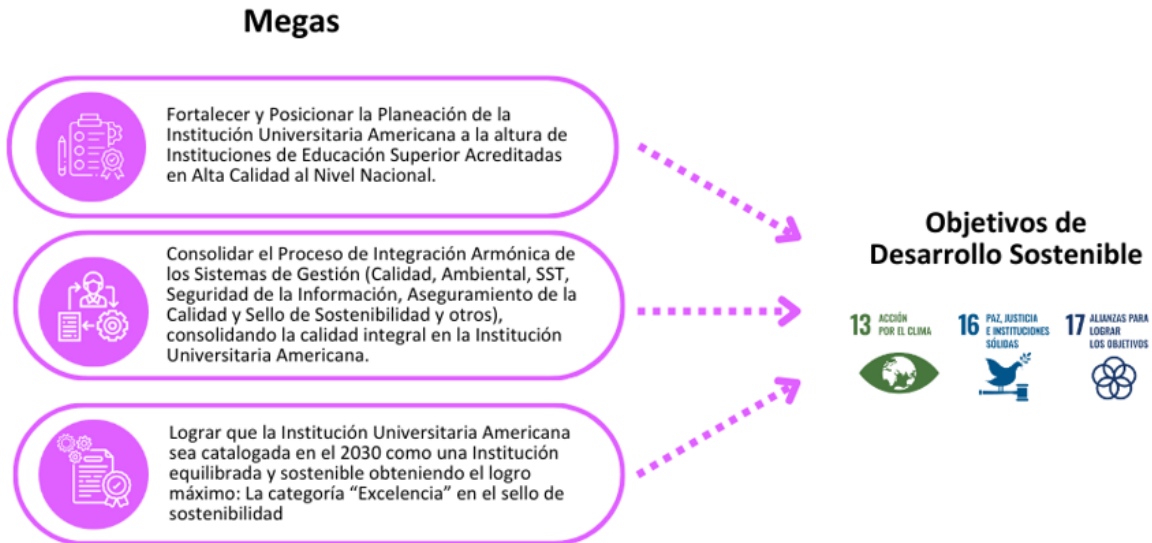 Megas
Fortalecer y Posicionar la Planeación de la
Institución Universitaria Americana a la altura de
Instituciones de Educación Superior Acreditadas
en Alta Calidad al Nivel Nacional.
Consolidar el Proceso de Integración Armónica de
los Sistemas de Gestión (Calidad, Ambiental, SST,
Seguridad de la Información, Aseguramiento de la
Calidad y Sello de Sostenibilidad y otros),
consolidando la calidad integral en la Institución
Universitaria Americana.
Lograr que la Institución Universitaria Americana
sea catalogada en el 2030 como una Institución
equilibrada y sostenible obteniendo el logro
máximo: La categoría “Excelencia” en el sello de
sostenibilidad
Objetivos de
Desarrollo Sostenible
13 ACCIÓN
POR EL CLIMA
16 PAZ, JUSTICIA
E INSTITUCIONES
SÓLIDAS
17 ALIANZAS PARA
LOGRAR
LOS OBJETIVOS